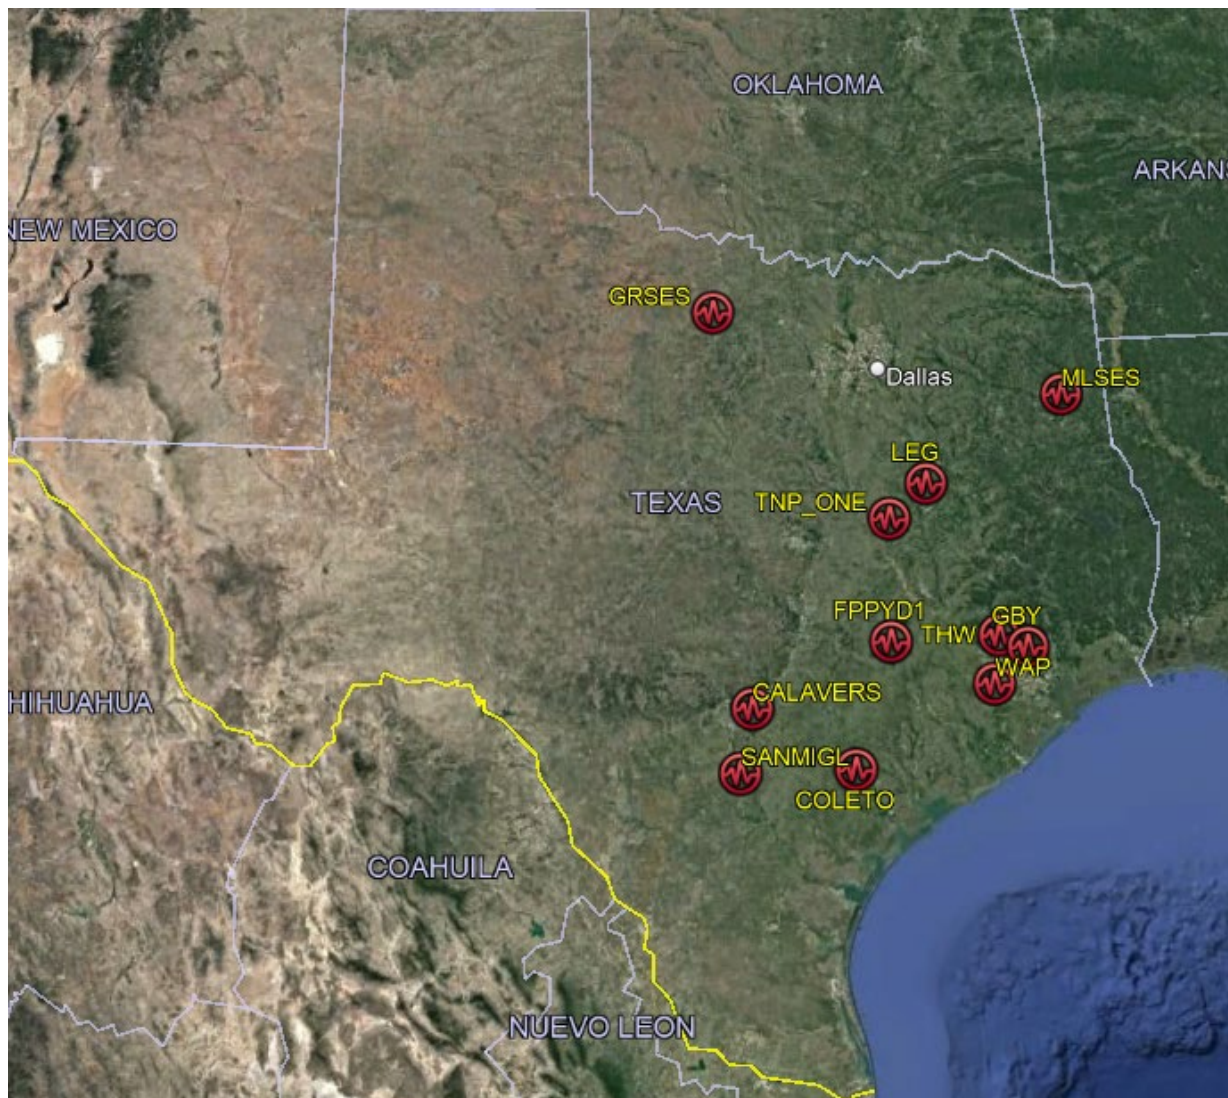 OKLAHOMA
ARKANS
NEW MEXICO
GRSES
Dallas
MLSES
LEG
TEXAS
TNP_ONE
FPPYD1
GBY
THW
WAP
CALAVERS
HIHUAHUA
SANMIGL
COLETO
COAHUILA
NUEVO LEON